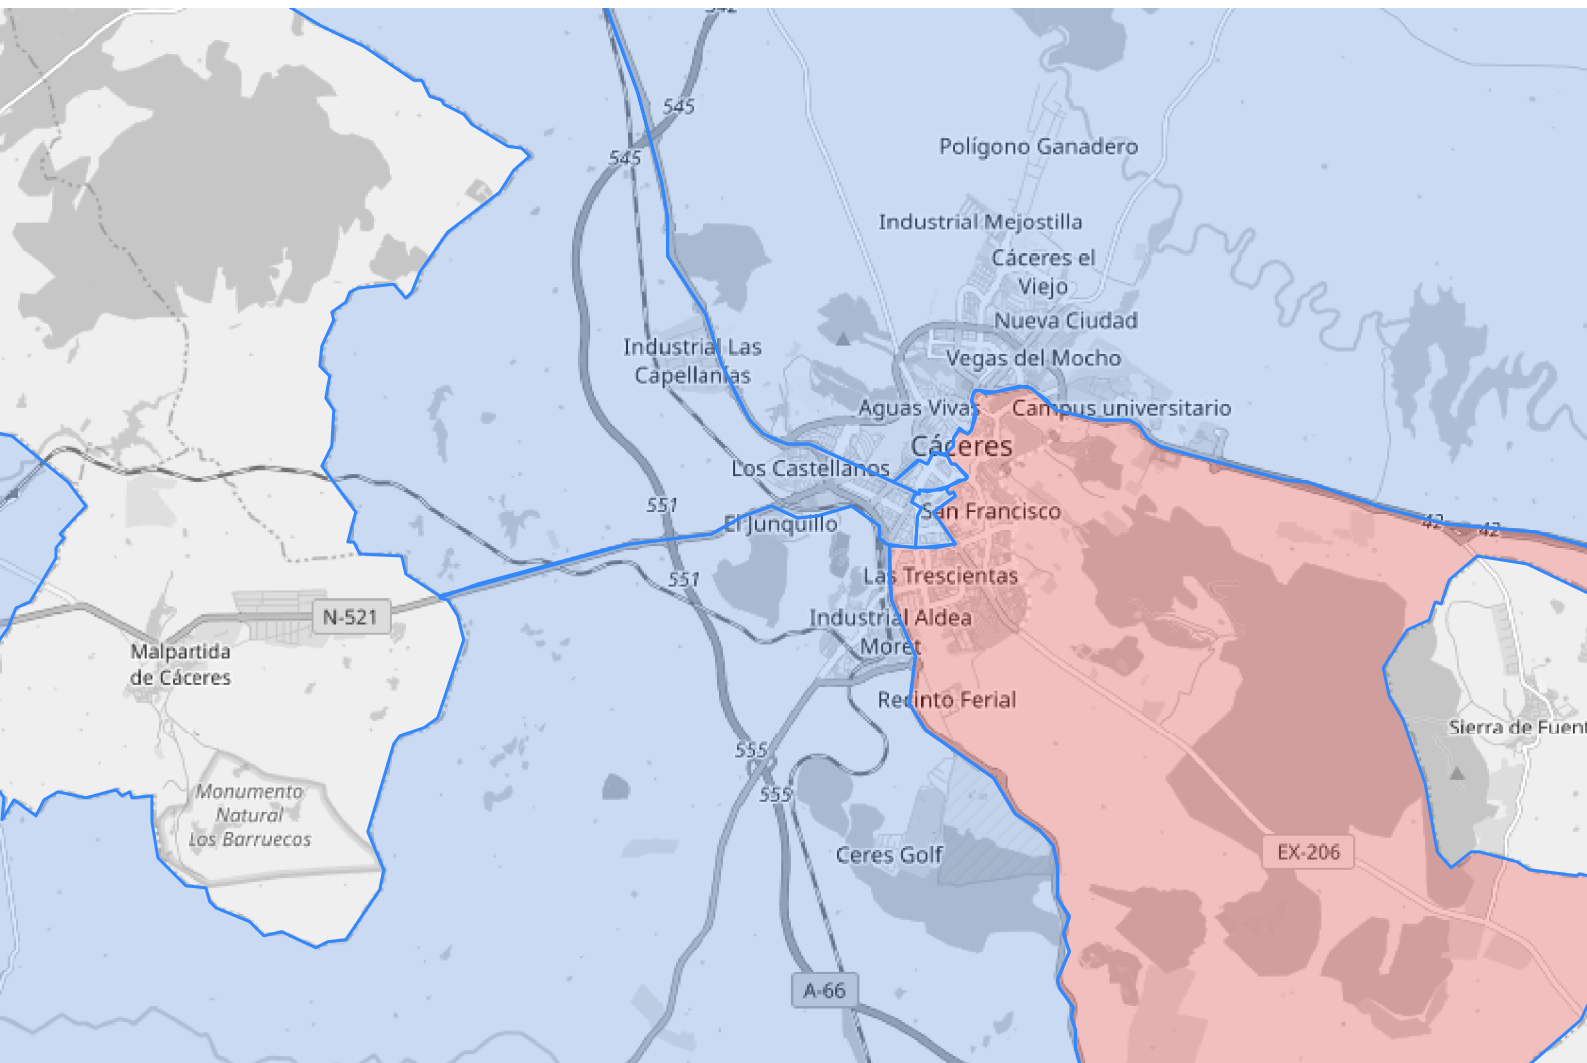 545
545
Polígono Ganadero
Industrial Mejostilla
Cáceres el
Viejo
Nueva Ciudad
Industrial Las
Capellanías
Vegas del Mocho
Aguas Vivas
Campus universitario
Cáceres
Los Castellanos
551
El Junquillo
San Francisco
42
42
551
Las Trescientas
N-521
Industrial Aldea
Moret
Malpartida
de Cáceres
Recinto Ferial
Sierra de Fuent
555
555
Monumento
Natural
Los Barruecos
Ceres Golf
EX-206
A-66